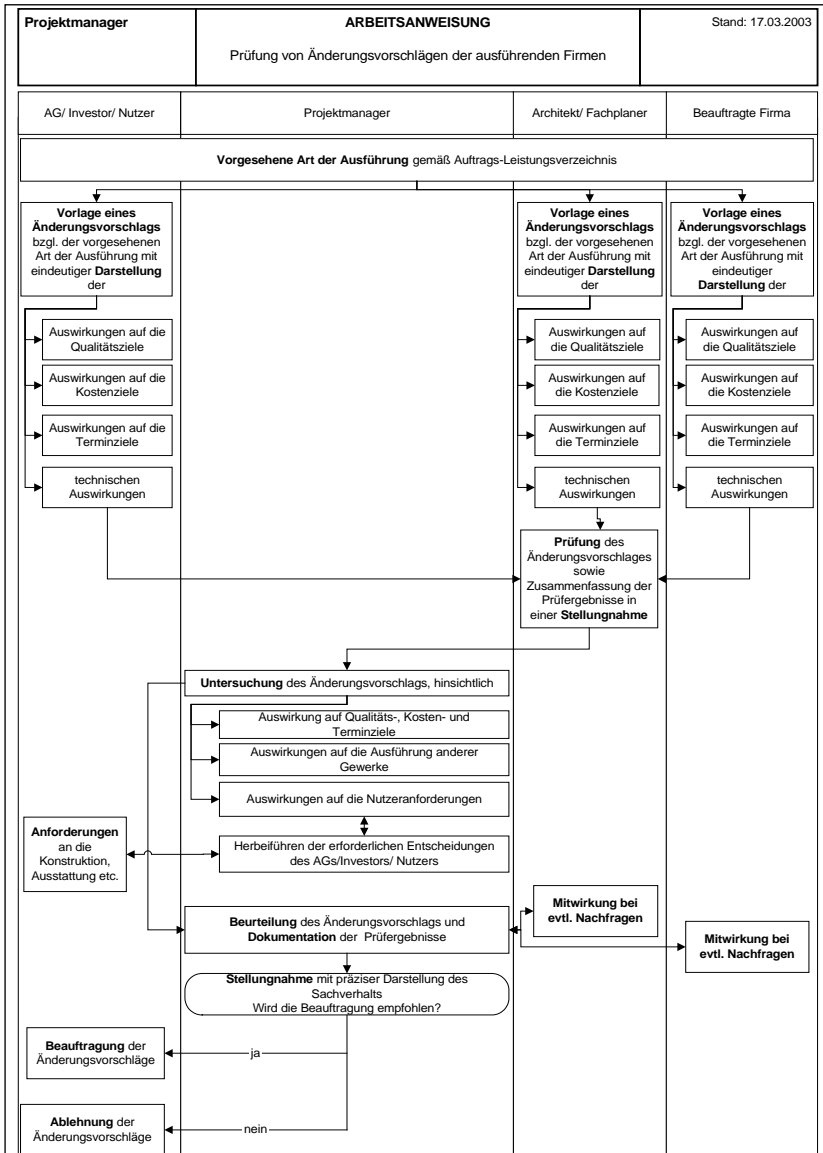 Projektmanager
ARBEITSANWEISUNG
Prüfung von Änderungsvorschlägen der ausführenden Firmen
Stand: 17.03.2003
AG/ Investor/ Nutzer
Projektmanager
Architekt/ Fachplaner
Beauftragte Firma
Vorgesehene Art der Ausführung gemäß Auftrags-Leistungsverzeichnis
Vorlage eines
Änderungsvorschlags
bzgl. der vorgesehenen
Art der Ausführung mit
eindeutiger Darstellung
der
Vorlage eines
Änderungsvorschlags
bzgl. der vorgesehenen
Art der Ausführung mit
eindeutiger Darstellung
der
Vorlage eines
Änderungsvorschlags
bzgl. der vorgesehenen
Art der Ausführung mit
eindeutiger
Darstellung der
Auswirkungen auf die
Qualitätsziele
Auswirkungen auf
die Qualitätsziele
Auswirkungen auf
die Qualitätsziele
Auswirkungen auf die
Kostenziele
Auswirkungen auf
die Kostenziele
Auswirkungen auf
die Kostenziele
Auswirkungen auf die
Terminziele
Auswirkungen auf
die Terminziele
Auswirkungen auf
die Terminziele
technischen
Auswirkungen
technischen
Auswirkungen
technischen
Auswirkungen
Prüfung des
Änderungsvorschlages
sowie
Zusammenfassung der
Prüfergebnisse in
einer Stellungnahme
Untersuchung des Änderungsvorschlags, hinsichtlich
Auswirkung auf Qualitäts-, Kosten- und
Terminziele
Auswirkungen auf die Ausführung anderer
Gewerke
Auswirkungen auf die Nutzeranforderungen
Anforderungen
an die
Konstruktion,
Ausstattung etc.
Herbeiführen der erforderlichen Entscheidungen
des AGs/Investors/ Nutzers
Mitwirkung bei
evtl. Nachfragen
Beurteilung des Änderungsvorschlags und
Dokumentation der Prüfergebnisse
Mitwirkung bei
evtl. Nachfragen
Stellungnahme mit präziser Darstellung des
Sachverhalts
Wird die Beauftragung empfohlen?
Beauftragung der
Änderungsvorschläge
ja
Ablehnung der
Änderungsvorschläge
nein